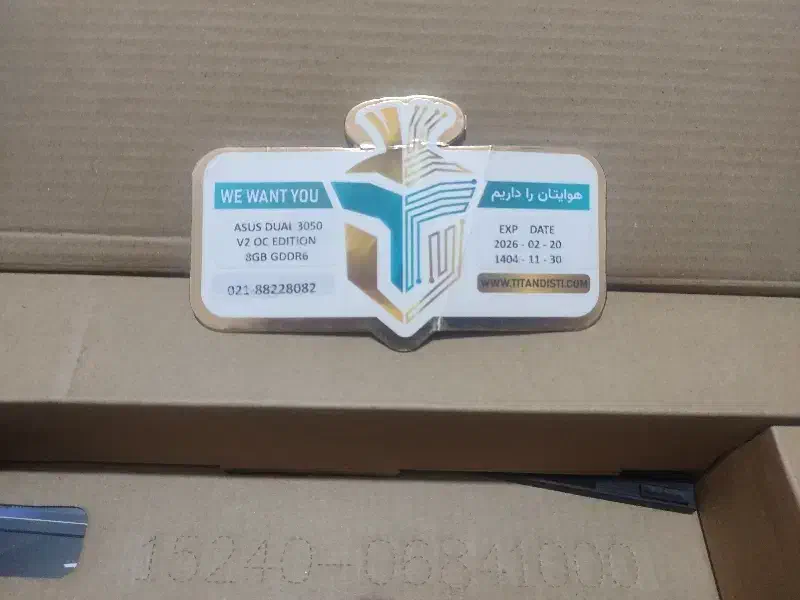 WE WANT YOU
هوایتان را داریم
ASUS DUAL 3050
V2 OC EDITION
8GB GDDR6
021-88228082
EXP DATE
2026 - 02 - 20
1404 - 11 - 30
WWW.TITANDISTI.COM
15240-06841000